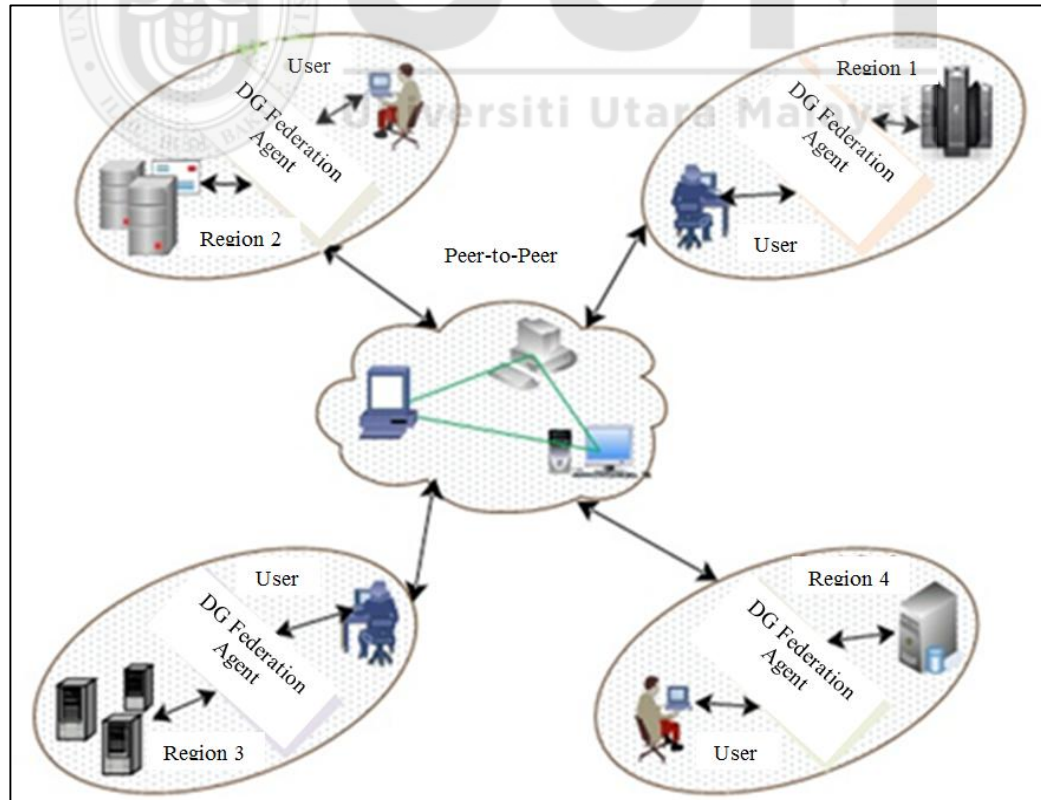 User
DG Federation
Agent
Region 2
Region 1
DG Federation
Agent
User
Universiti Utara Malaysia
Peer-to-Peer
User
DG Federation
Agent
Region 3
Region 4
DG Federation
Agent
User